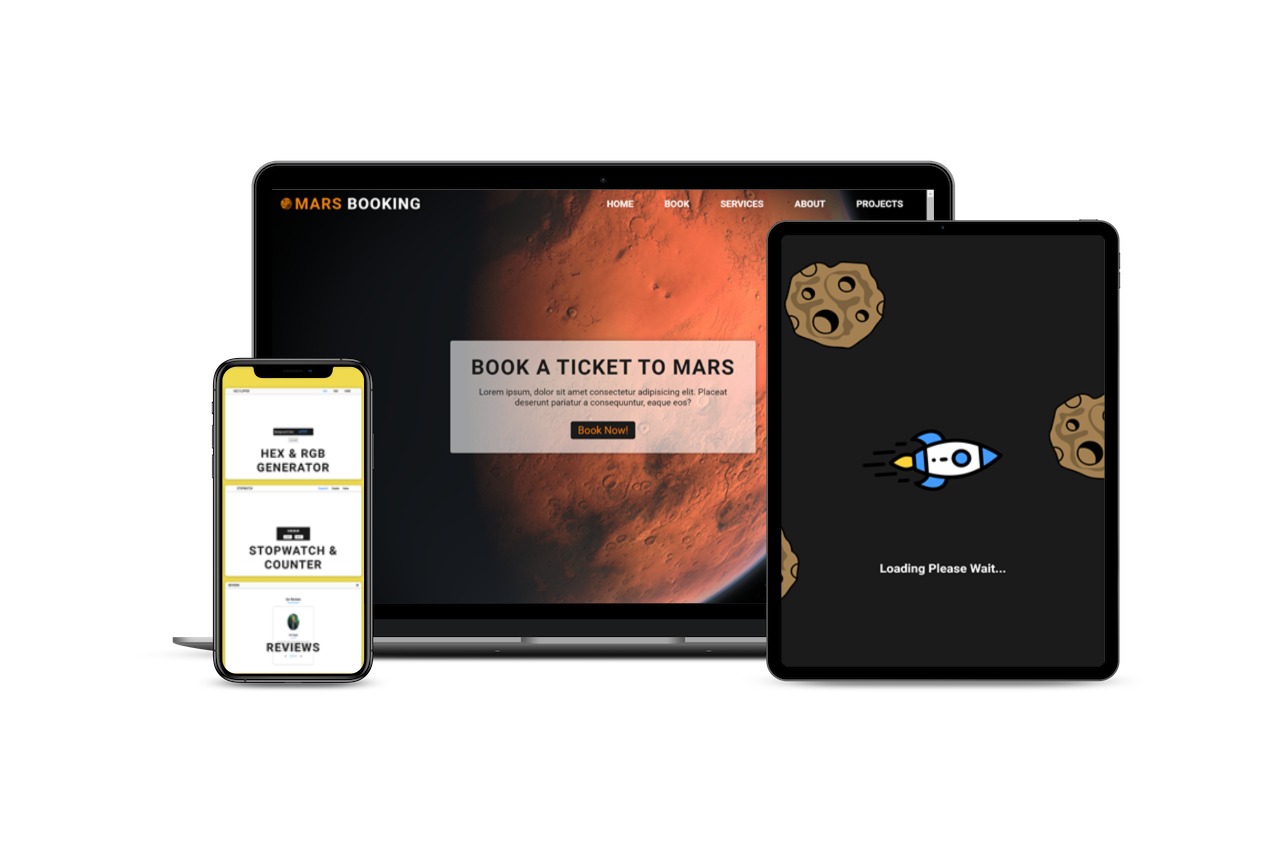 MARS BOOKING
HOME BOOK SERVICES ABOUT PROJECTS
BOOK A TICKET TO MARS
Lorem ipsum, dolor sit amet consectetur adipisicing elit. Placeat
deserunt pariatur a consequuntur, eaque eos?
Book Now!
HEX & RGB
GENERATOR
STOPWATCH
STOPWATCH &
COUNTER
REVIEWS
Loading Please Wait...